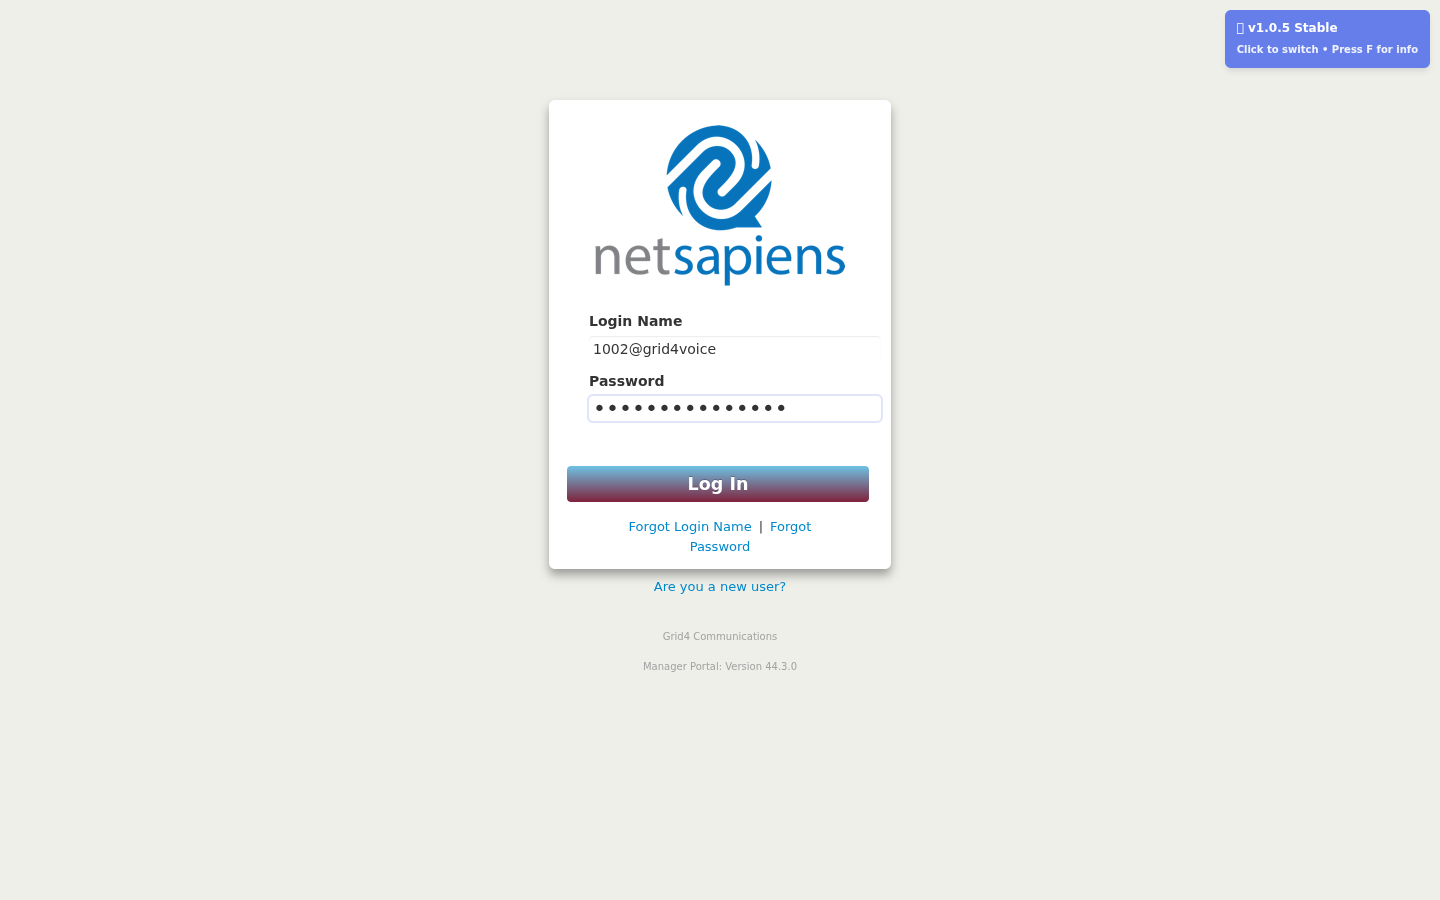 v1.0.5 Stable
Click to switch • Press F for info
netsapiens
Login Name
1002@grid4voice
Password
•••••••••••••••
Log In
Forgot Login Name | Forgot
Password
Are you a new user?
Grid4 Communications
Manager Portal: Version 44.3.0